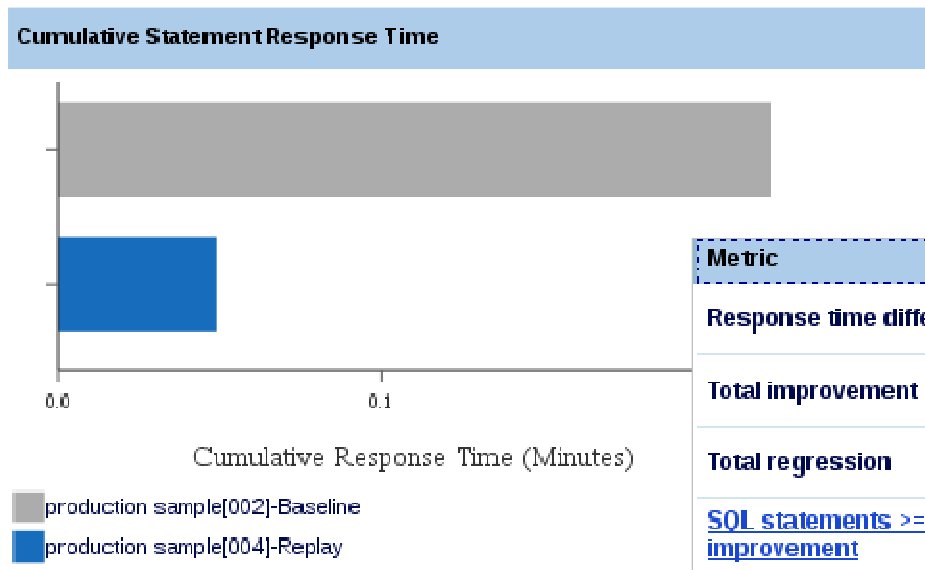 Cumulative Statement Response Time
Metric
Response time
Total improvement
Total regression
SQL statements >=
improvement
0.0 0.1
Cumulative Response Time (Minutes)
production sample[002]-Baseline
production sample[004]-Replay